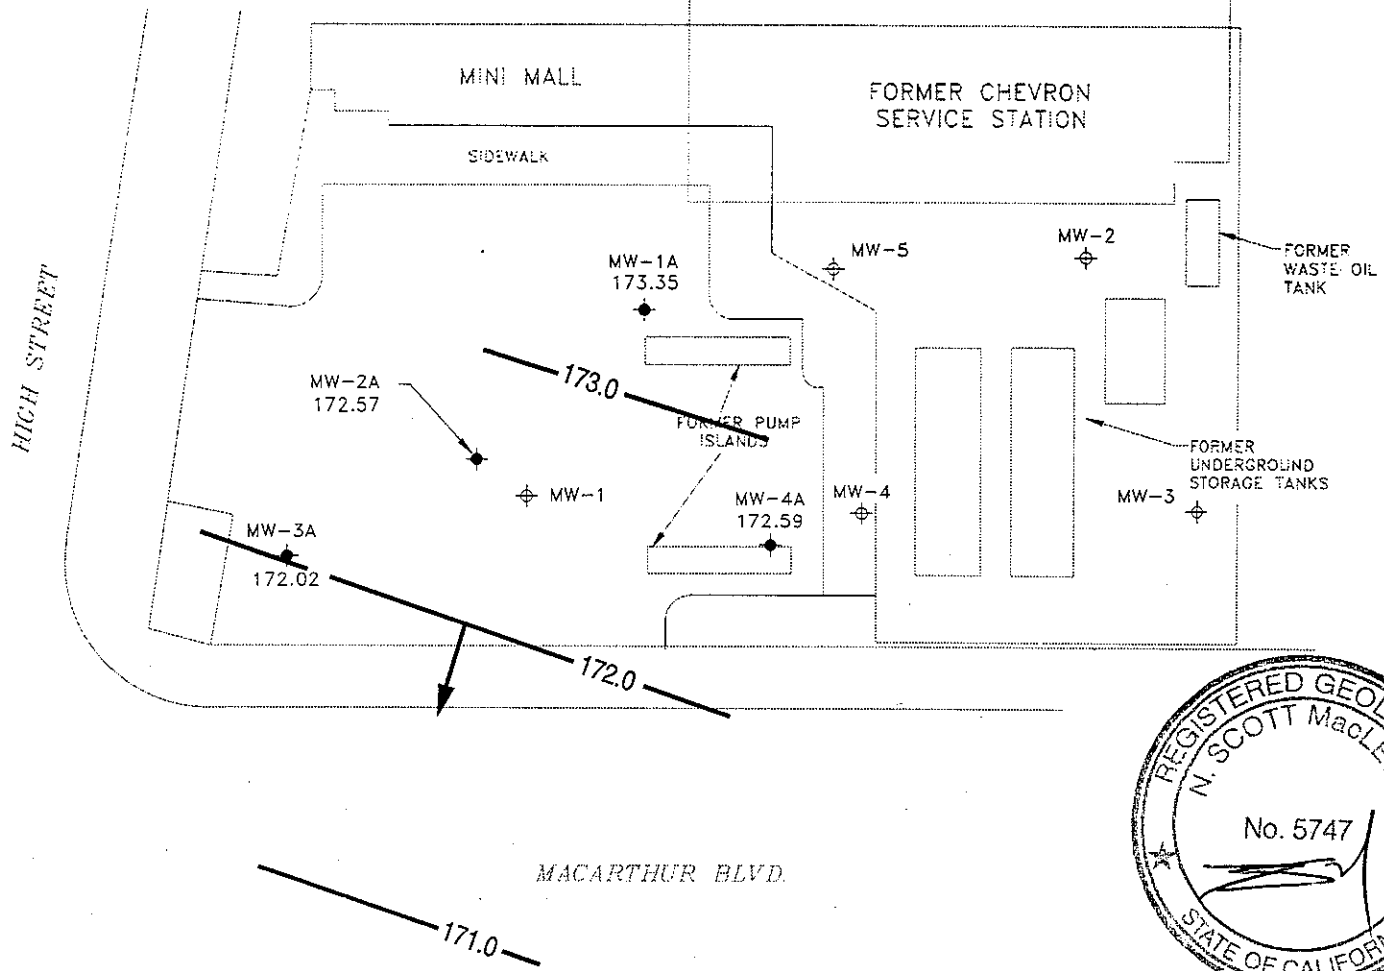 MINI MALL
FORMER CHEVRON
SERVICE STATION
SIDEWALK
HIGH STREET
MW-1A
173.35
MW-5
MW-2
FORMER
WASTE OIL
TANK
MW-2A
172.57
173.0
FORMER PUMP
ISLANDS
FORMER
UNDERGROUND
STORAGE TANKS
MW-1
MW-4A
172.59
MW-4
MW-3
MW-3A
172.02
172.0
MACARTHUR BLVD.
171.0
REGISTERED
N. SCOTT
No. 5747
STATE OF